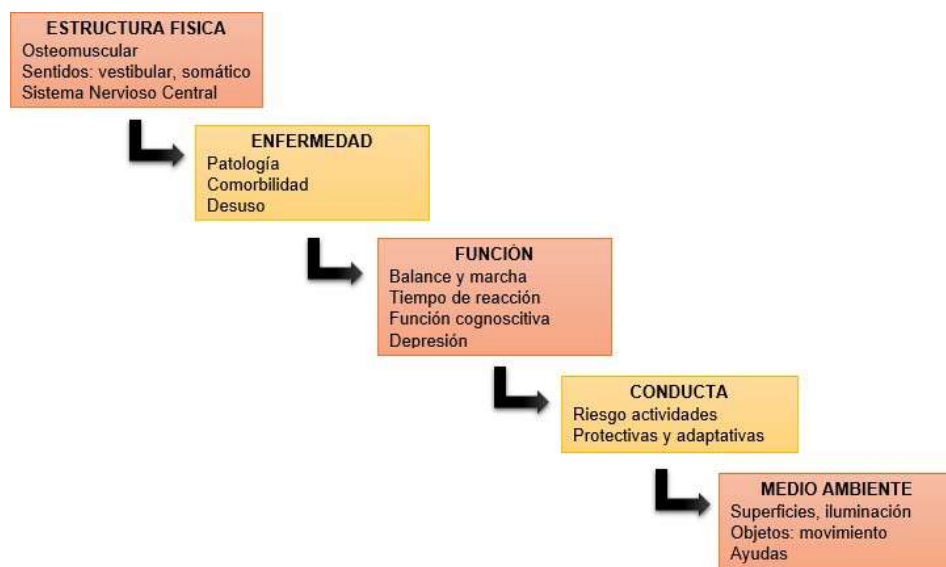 ESTRUCTURA FISICA
Osteomuscular
Sentidos: vestibular, somático
Sistema Nervioso Central
ENFERMEDAD
Patología
Comorbilidad
Desuso
FUNCIÓN
Balance y marcha
Tiempo de reacción
Función cognoscitiva
Depresión
CONDUCTA
Riesgo actividades
Protectivas y adaptativas
MEDIO AMBIENTE
Superficies, iluminación
Objetos: movimiento
Ayudas